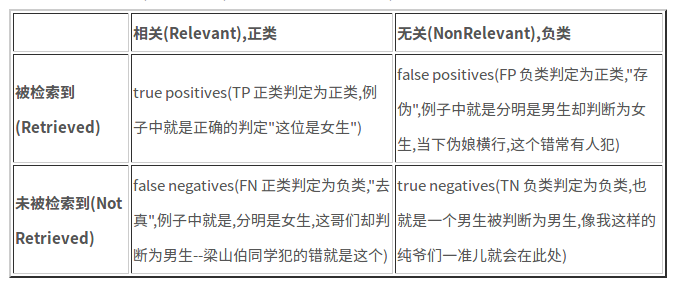 相关(Relevant),正类
无关(NonRelevant),负类
被检索到
(Retrieved)
true positives(TP 正类判定为正类,例
子中就是正确的判定"这位是女生")
false positives(FP 负类判定为正类,"存
伪",例子中就是分明是男生却判断为女
生,当下伪娘横行,这个错常有人犯)
未被检索到(Not
Retrieved)
false negatives(FN 正类判定为负类,"去
真",例子中就是,分明是女生,这哥们却判
断为男生--梁山伯同学犯的错就是这个)
true negatives(TN 负类判定为负类,也
就是一个男生被判断为男生,像我这样的
纯爷们一准儿就会在此处)